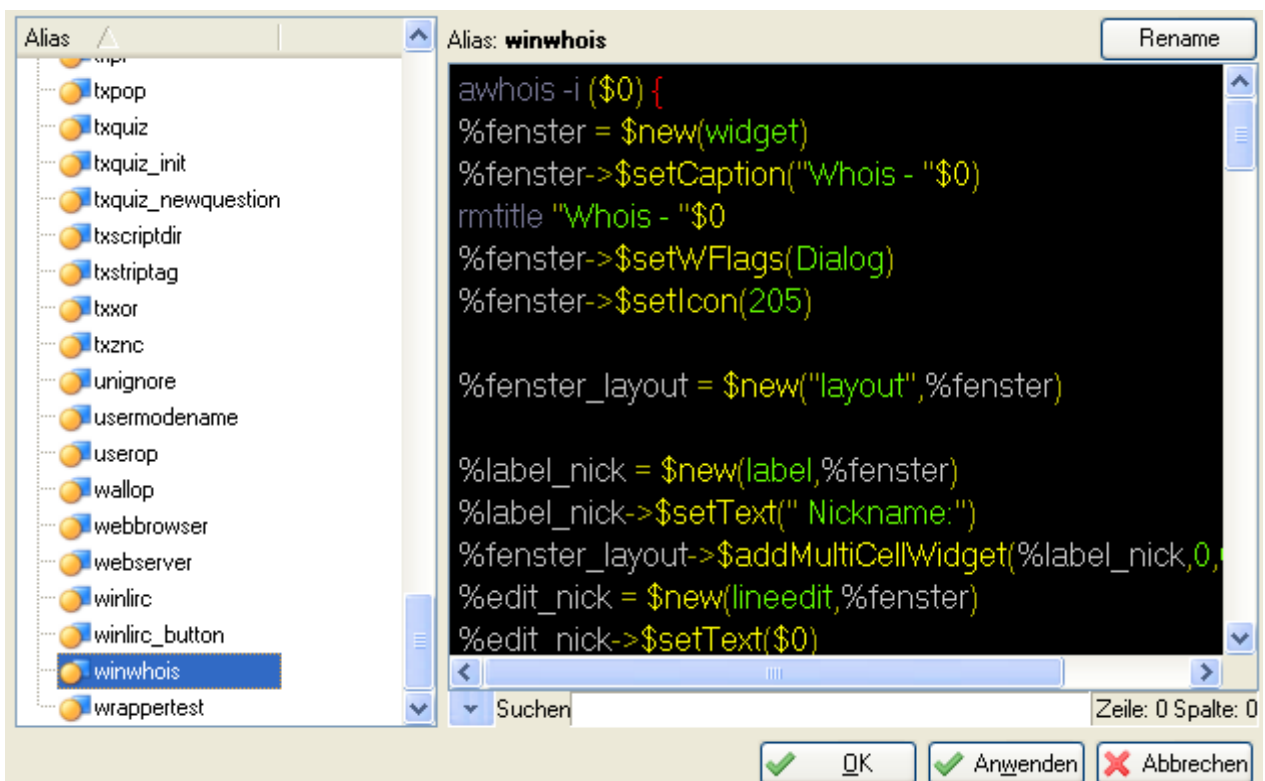 Alias
txpop
txquiz
txquiz_init
txquiz_newquestion
txscriptdir
txstriptag
txxor
txznc
unignore
usermodename
userop
wallop
webbrowser
webserver
winlirc
winlirc_button
winwhois
wrappertest
Alias: winwhois
Rename
awhois -i ($0) {
%fenster = $new(widget)
%fenster->$setCaption("Whois - "$0)
rmtitle "Whois - "$0
%fenster->$setWFlags(Dialog)
%fenster->$setIcon(205)
%fenster_layout = $new("layout",%fenster)
%label_nick = $new(label,%fenster)
%label_nick->$setText(" Nickname:")
%fenster_layout->$addMultiCellWidget(%label_nick,0,
%edit_nick = $new(lineedit,%fenster)
%edit_nick->$setText($0)
Suchen
Zeile: 0 Spalte: 0
OK
Anwenden
Abbrechen